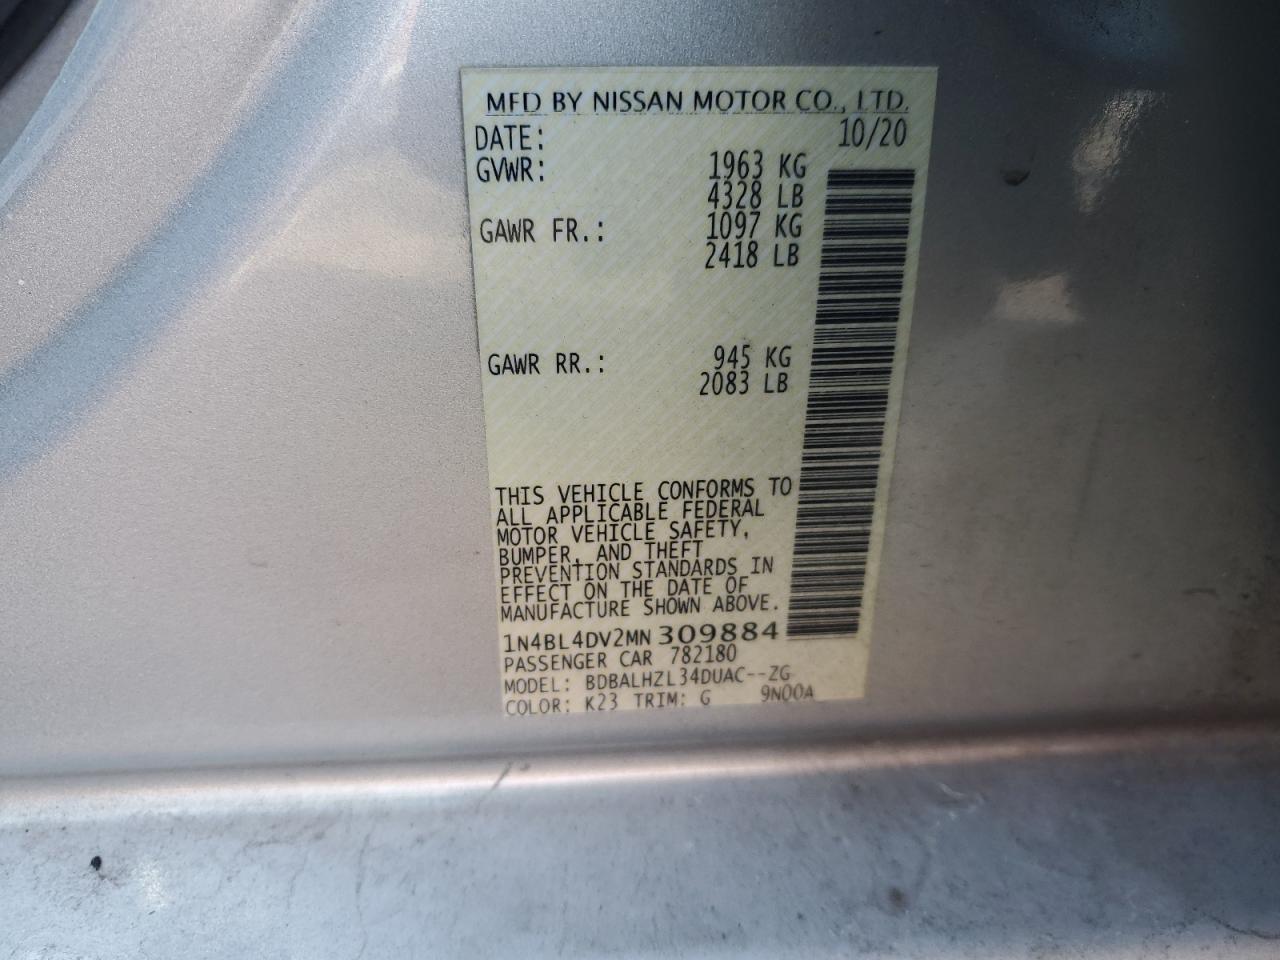 MFD BY NISSAN MOTOR CO., LTD.
DATE: 10/20
GVWR: 1963 KG
4328 LB
GAWR FR.: 1097 KG
2418 LB
GAWR RR.: 945 KG
2083 LB
THIS VEHICLE CONFORMS TO
ALL APPLICABLE FEDERAL
MOTOR VEHICLE SAFETY,
BUMPER, AND THEFT
PREVENTION STANDARDS IN
EFFECT ON THE DATE OF
MANUFACTURE SHOWN ABOVE.
1N4BL4DV2MN 309884
PASSENGER CAR 782180
MODEL: BDBALHZL34DUAC--ZG
COLOR: K23 TRIM: G 9N00A